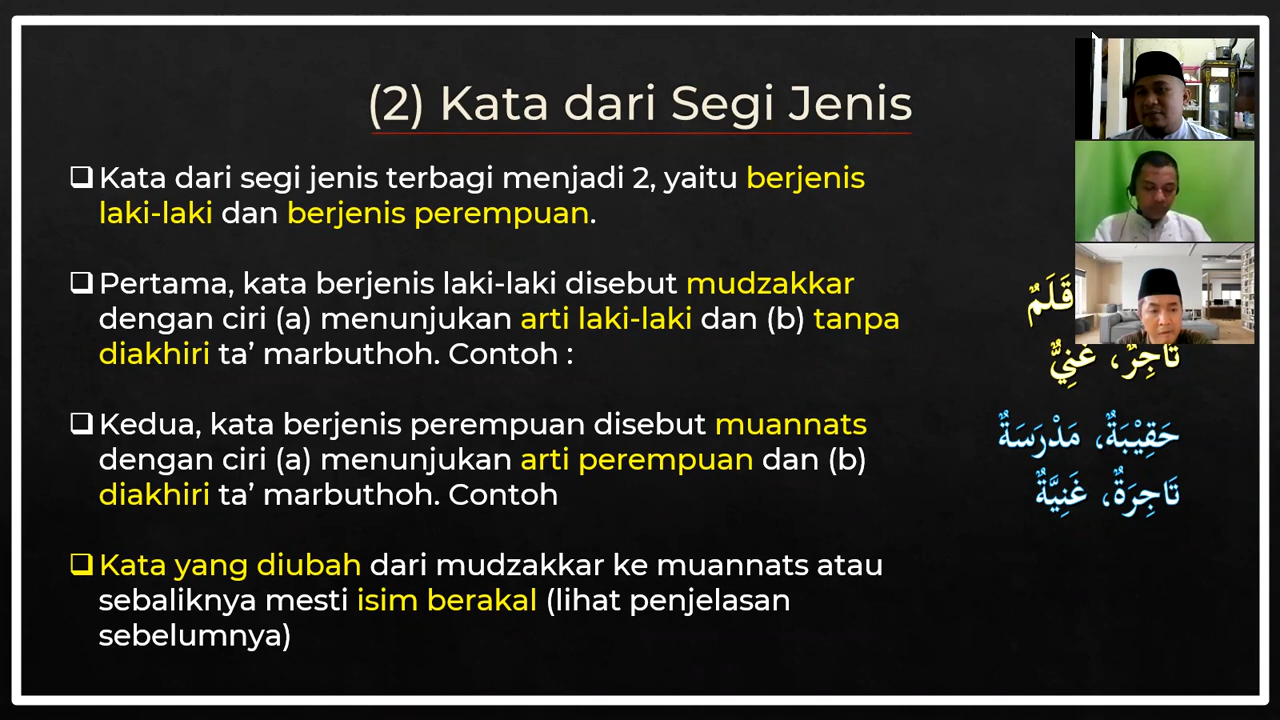 (2) Kata dari Segi Jenis
Kata dari segi jenis terbagi menjadi 2, yaitu berjenis
laki-laki dan berjenis perempuan.
Pertama, kata berjenis laki-laki disebut mudzakkar
dengan ciri (a) menunjukan arti laki-laki dan (b) tanpa
diakhiri ta’ marbuthoh. Contoh :
قَلَمٌ
تَاجِرٌ، غَنِيٌّ
Kedua, kata berjenis perempuan disebut muannats
dengan ciri (a) menunjukan arti perempuan dan (b)
diakhiri ta’ marbuthoh. Contoh
حَقِيْبَةٌ، مَدْرَسَةٌ
تَاجِرَةٌ، غَنِيَّةٌ
Kata yang diubah dari mudzakkar ke muannats atau
sebaliknya mesti isim berakal (lihat penjelasan
sebelumnya)